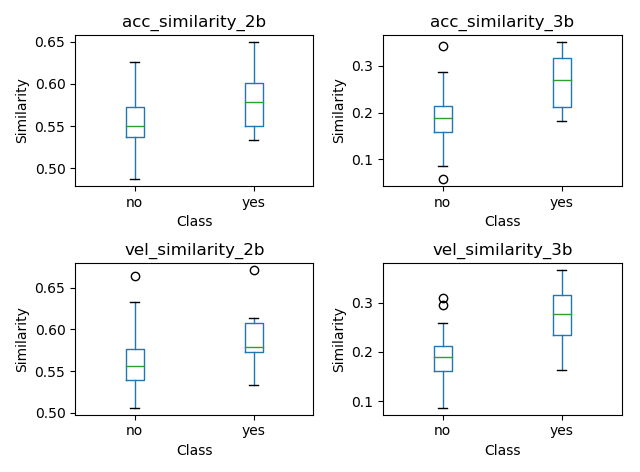 acc_similarity_2b
0.65
0.60
0.55
0.50
Similarity
no
yes
Class
acc_similarity_3b
0.3
0.2
0.1
Similarity
no
yes
Class
vel_similarity_2b
0.65
0.60
0.55
0.50
Similarity
no
yes
Class
vel_similarity_3b
0.3
0.2
0.1
Similarity
no
yes
Class